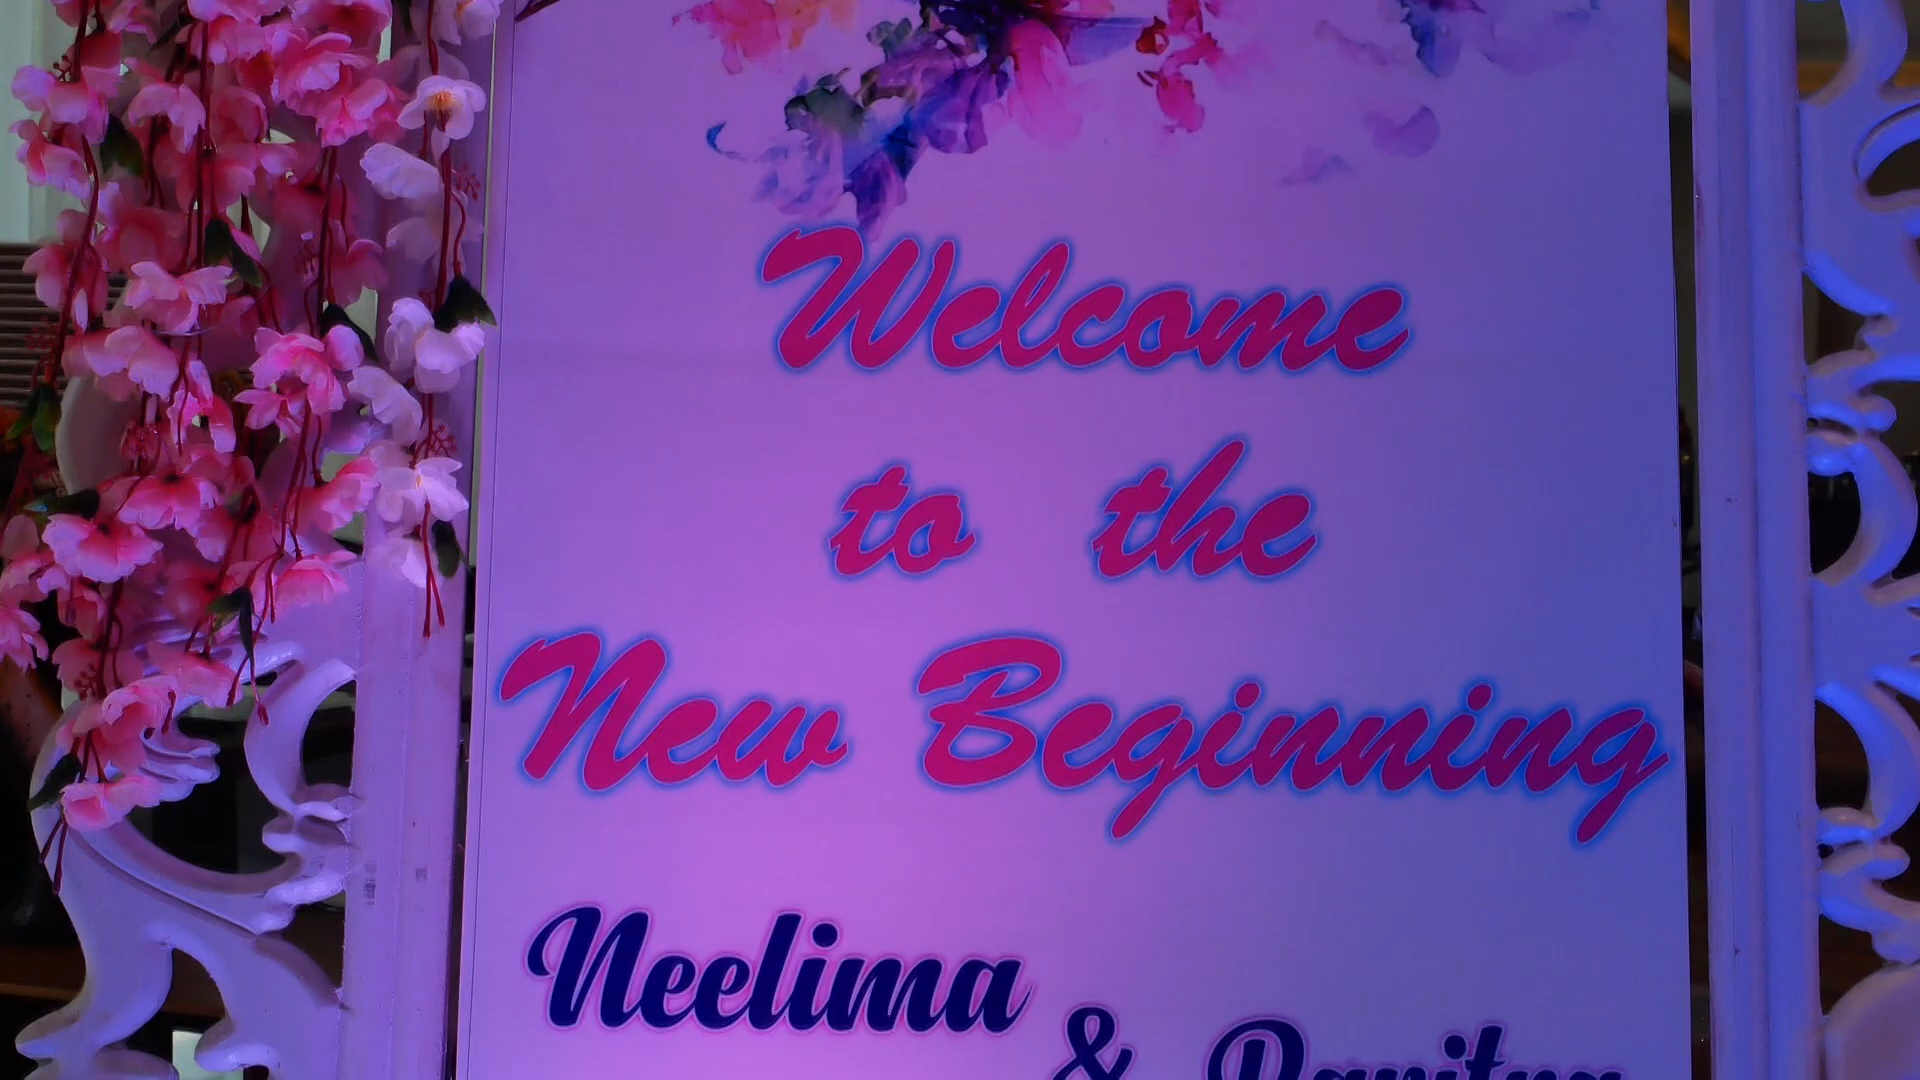 Welcome
to the
New Beginning
Neelima
&